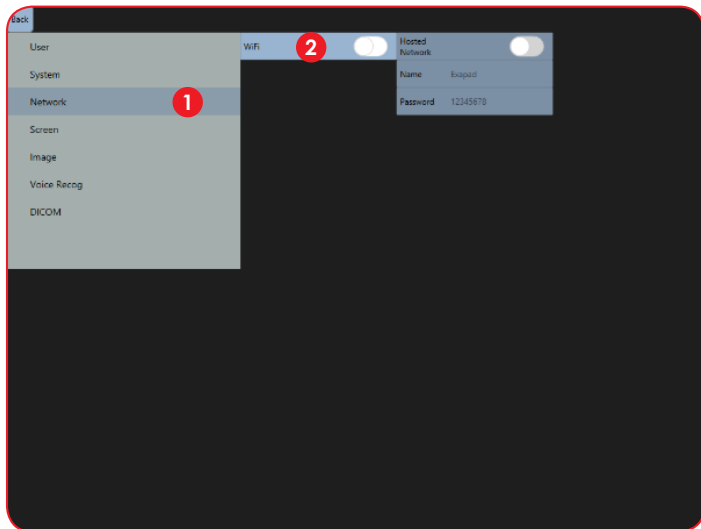 Back
User
System
Network
Screen
Image
Voice Recog
DICOM
1
WiFi
2
Hosted
Network
Name Exapad
Password 12345678